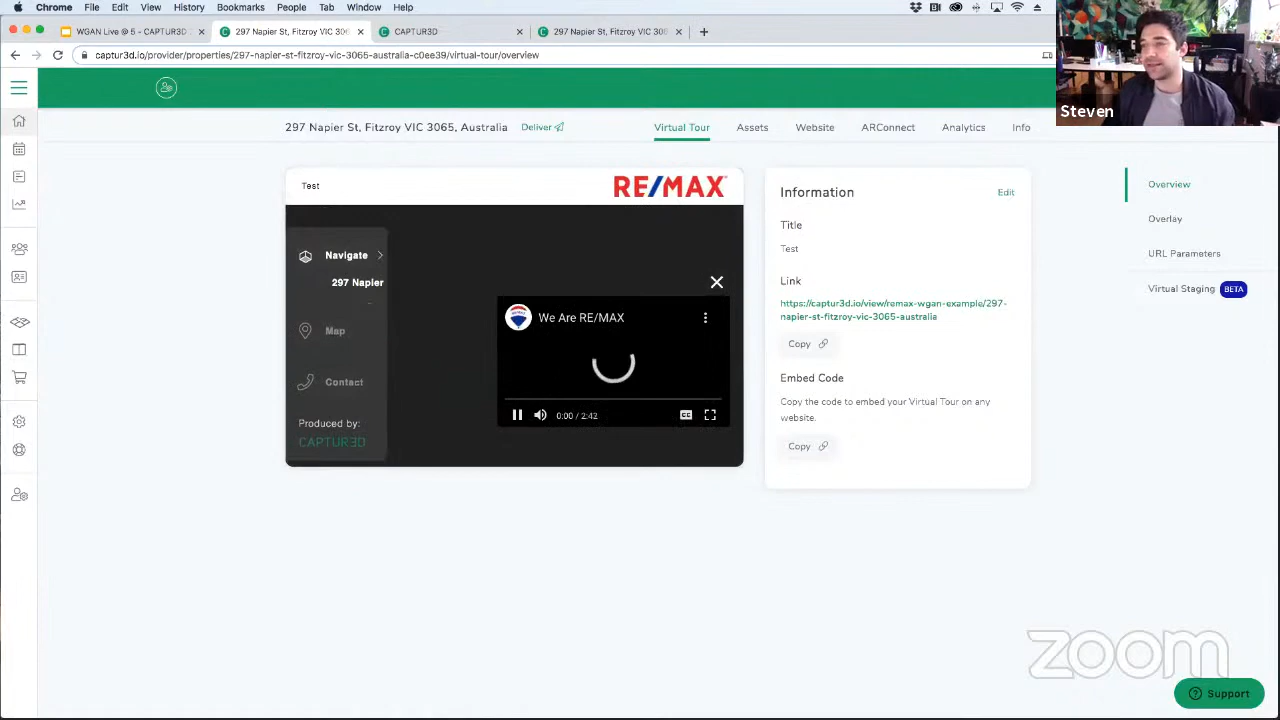 Chrome File Edit View History Bookmarks People Tab Window Help
WGAN Live @ 5 - CAPTUR3D
297 Napier St, Fitzroy VIC 306
CAPTUR3D
297 Napier St, Fitzroy VIC 306
captur3d.io/provider/properties/297-napier-st-fitzroy-vic-3065-australia-c0ee39/virtual-tour/overview
Steven
297 Napier St, Fitzroy VIC 3065, Australia
Deliver
Virtual Tour
Assets
Website
ARConnect
Analytics
Info
Test
RE/MAX
Navigate
297 Napier
Map
Contact
Produced by:
CAPTUR3D
We Are RE/MAX
0:00 / 2:42
CC
Information
Edit
Title
Test
Link
https://captur3d.io/view/remax-wgan-example/297-
napier-st-fitzroy-vic-3065-australia
Copy
Embed Code
Copy the code to embed your Virtual Tour on any
website.
Copy
Overview
Overlay
URL Parameters
Virtual Staging BETA
zoom
Support